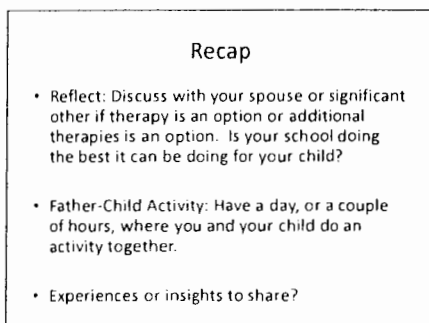 Recap
• Reflect: Discuss with your spouse or significant
other if therapy is an option or additional
therapies is an option.  Is your school doing
the best it can be doing for your child?
• Father-Child Activity: Have a day, or a couple
of hours, where you and your child do an
activity together.
• Experiences or insights to share?